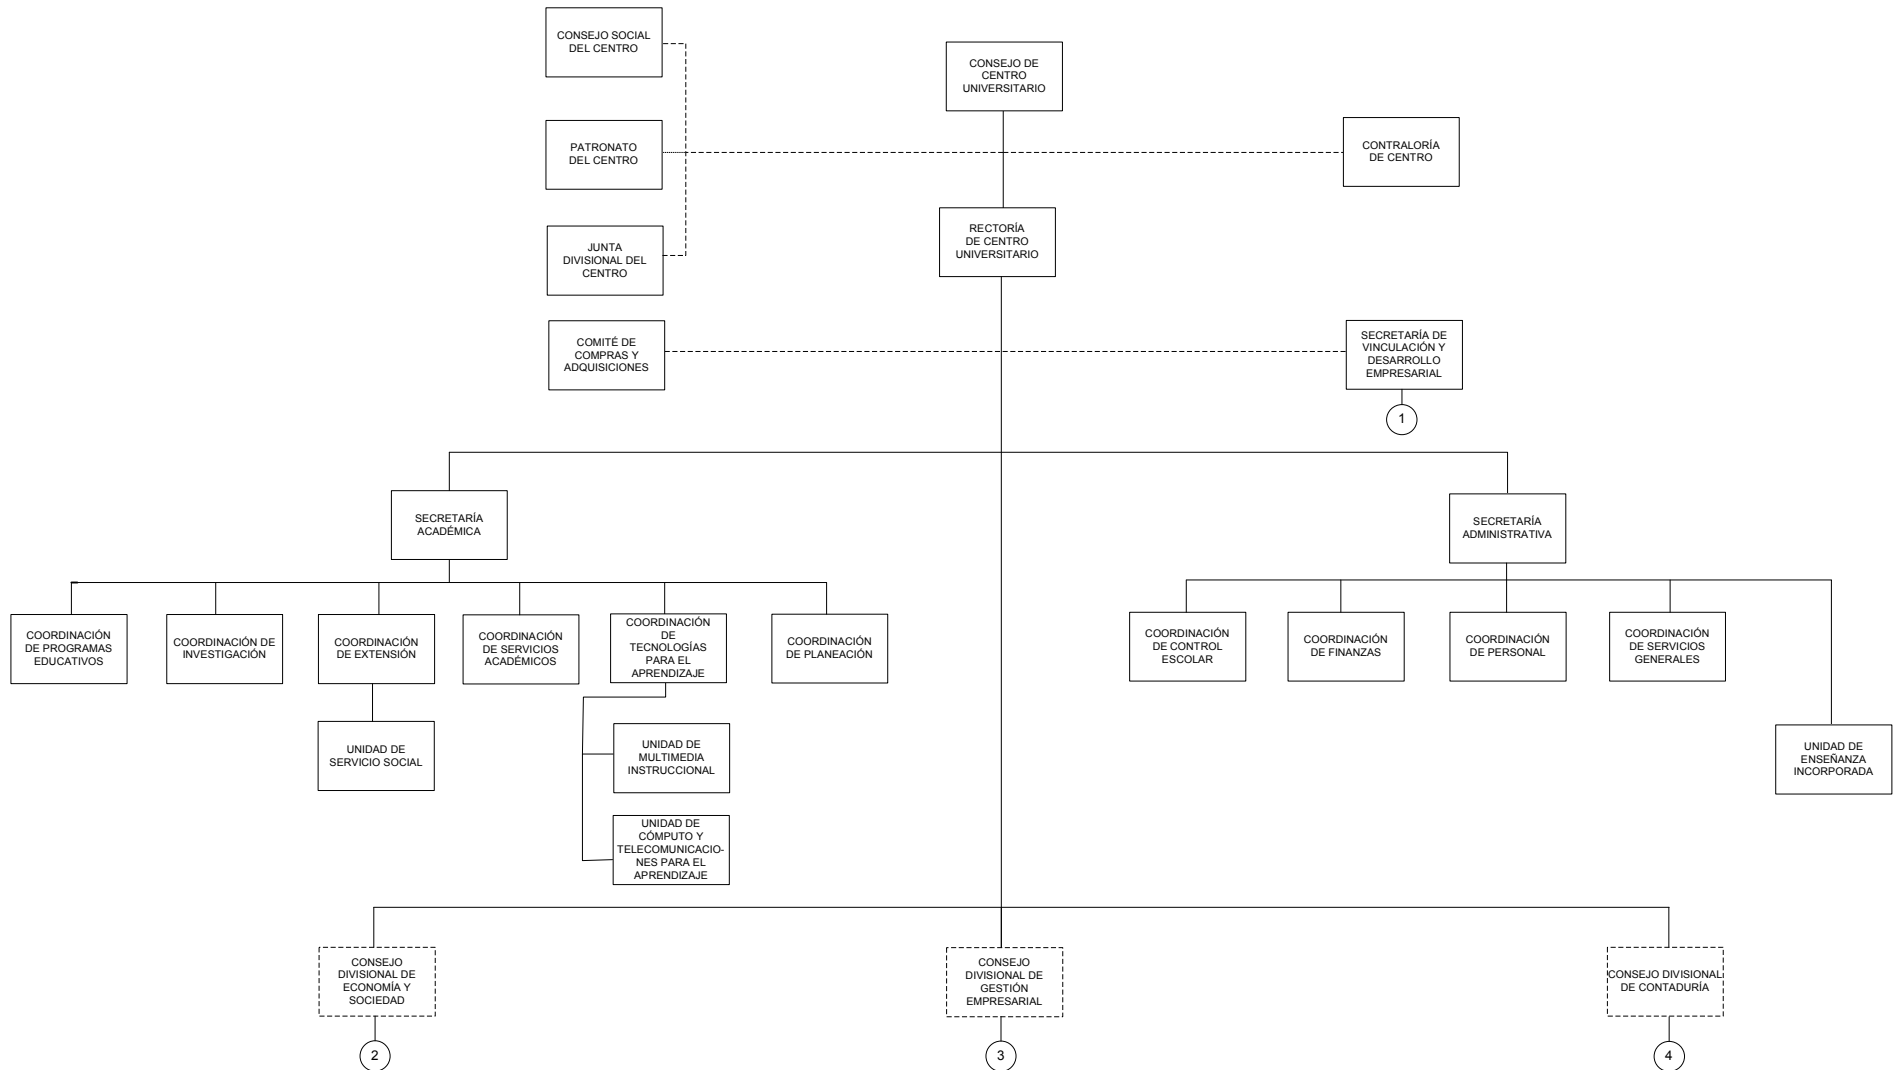 CONSEJO SOCIAL
DEL CENTRO
CONSEJO DE
CENTRO
UNIVERSITARIO
PATRONATO
DEL CENTRO
CONTRALORÍA
DE CENTRO
JUNTA
DIVISIONAL DEL
CENTRO
RECTORÍA
DE CENTRO
UNIVERSITARIO
COMITÉ DE
COMPRAS Y
ADQUISICIONES
SECRETARÍA DE
VINCULACIÓN Y
DESARROLLO
EMPRESARIAL
1
SECRETARÍA
ACADÉMICA
SECRETARÍA
ADMINISTRATIVA
COORDINACIÓN
DE PROGRAMAS
EDUCATIVOS
COORDINACIÓN DE
INVESTIGACIÓN
COORDINACIÓN
DE EXTENSIÓN
COORDINACIÓN
DE SERVICIOS
ACADÉMICOS
COORDINACIÓN
DE
TECNOLOGÍAS
PARA EL
APRENDIZAJE
COORDINACIÓN
DE PLANEACIÓN
COORDINACIÓN
DE CONTROL
ESCOLAR
COORDINACIÓN
DE FINANZAS
COORDINACIÓN
DE PERSONAL
COORDINACIÓN
DE SERVICIOS
GENERALES
UNIDAD DE
SERVICIO SOCIAL
UNIDAD DE
MULTIMEDIA
INSTRUCCIONAL
UNIDAD DE
ENSEÑANZA
INCORPORADA
UNIDAD DE
CÓMPUTO Y
TELECOMUNICACIO-
NES PARA EL
APRENDIZAJE
CONSEJO
DIVISIONAL DE
ECONOMÍA Y
SOCIEDAD
CONSEJO
DIVISIONAL DE
GESTIÓN
EMPRESARIAL
CONSEJO DIVISIONAL
DE CONTADURÍA
2
3
4